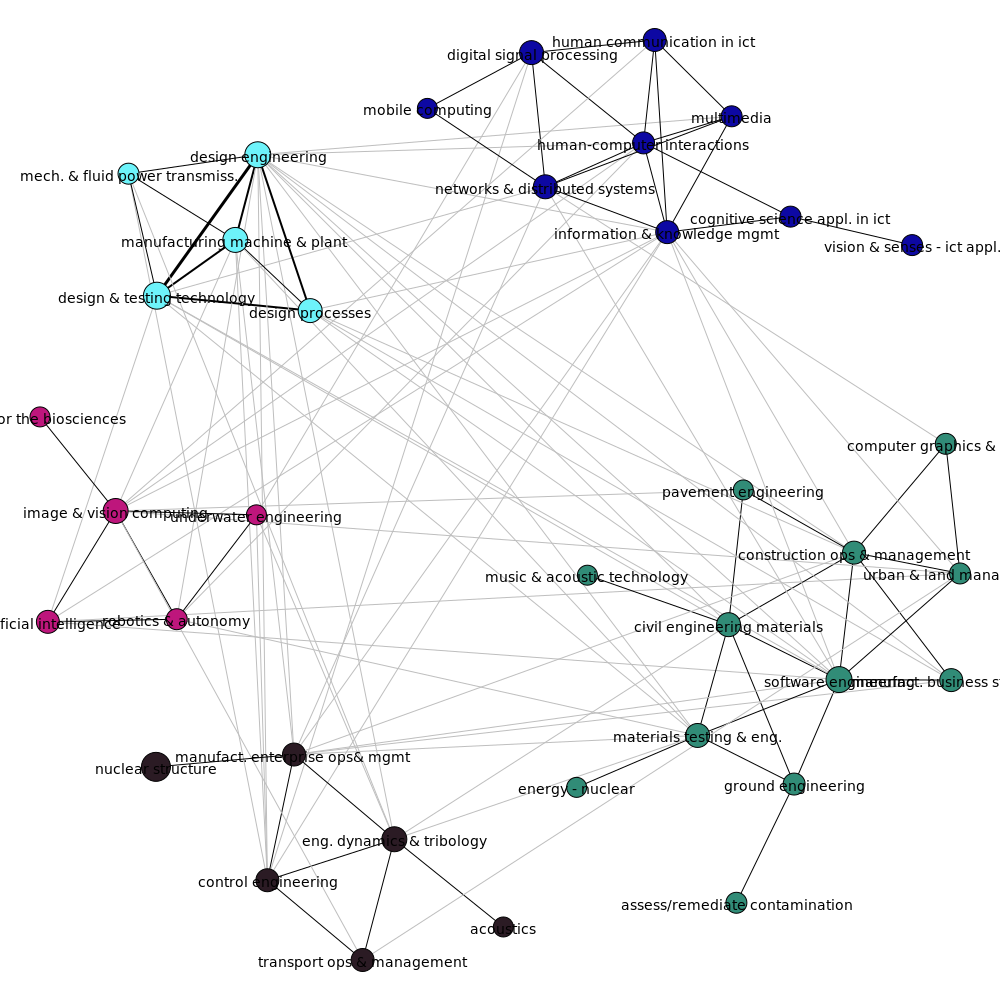 human communication in ict
digital signal processing
mobile computing
multimedia
human-computer interactions
design engineering
mech. & fluid power transmiss.
networks & distributed systems
cognitive science appl. in ict
information & knowledge mgmt
manufacturing machine & plant
vision & senses - ict appl.
design & testing technology
design processes
or the biosciences
computer graphics &
pavement engineering
image & vision computing
underwater engineering
construction ops & management
urban & land mana
music & acoustic technology
ficial intelligence
robotics & autonomy
civil engineering materials
software engineering
manufact. business s
materials testing & eng.
manufact. enterprise ops& mgmt
nuclear structure
energy - nuclear
ground engineering
eng. dynamics & tribology
control engineering
assess/remediate contamination
acoustics
transport ops & management